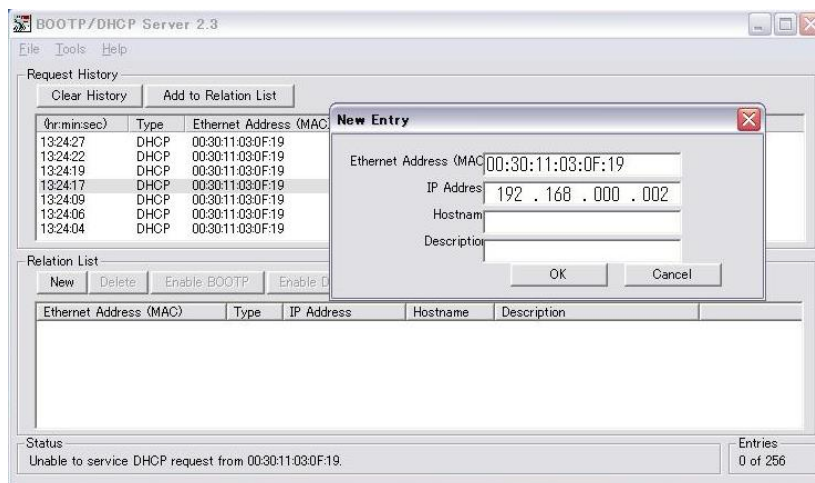 BOOTP/DHCP Server 2.3
File Tools Help
Request History
Clear History Add to Relation List
(hr:min:sec) Type Ethernet Address (MAC)
13:24:27 DHCP 00:30:11:03:0F:19
13:24:22 DHCP 00:30:11:03:0F:19
13:24:19 DHCP 00:30:11:03:0F:19
13:24:17 DHCP 00:30:11:03:0F:19
13:24:09 DHCP 00:30:11:03:0F:19
13:24:06 DHCP 00:30:11:03:0F:19
13:24:04 DHCP 00:30:11:03:0F:19
New Entry
Ethernet Address (MAC 00:30:11:03:0F:19
IP Addres 192 . 168 . 000 . 002
Hostnam
Description
OK Cancel
Relation List
New Delete Enable BOOTP Enable D
Ethernet Address (MAC) Type IP Address Hostname Description
Status
Unable to service DHCP request from 00:30:11:03:0F:19.
Entries
0 of 256